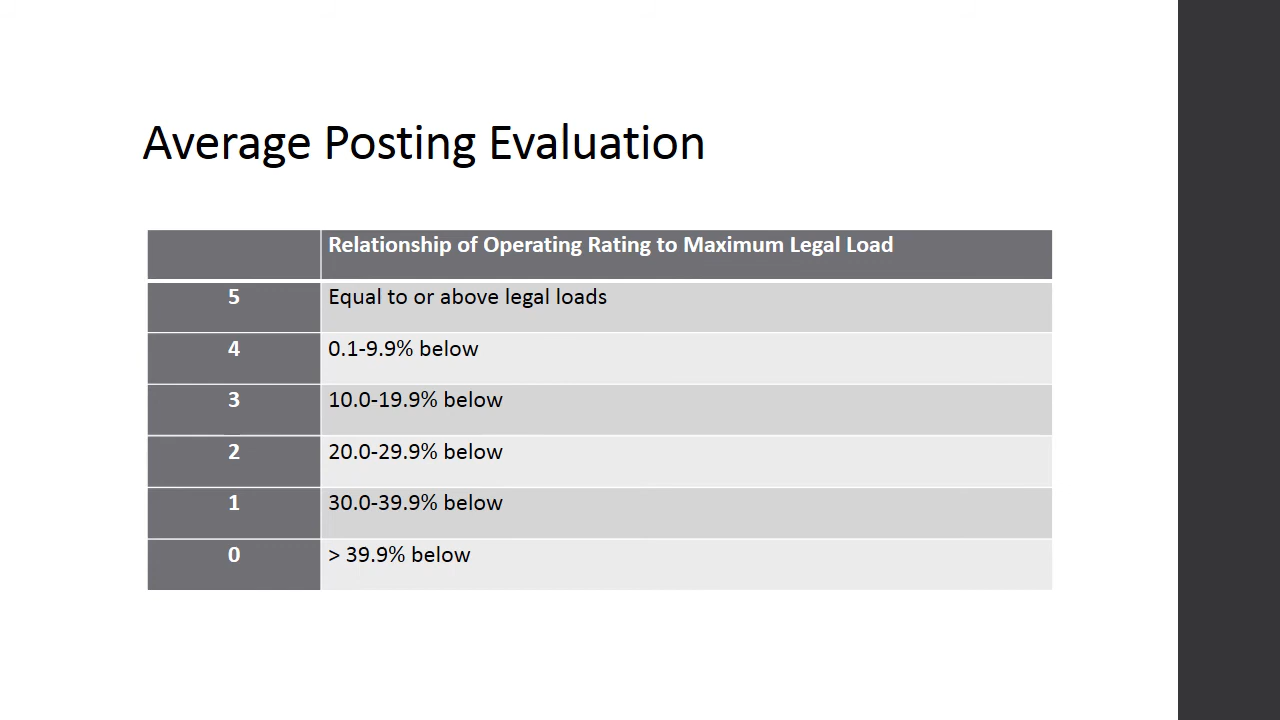 Average Posting Evaluation
Relationship of Operating Rating to Maximum Legal Load
5 Equal to or above legal loads
4 0.1-9.9% below
3 10.0-19.9% below
2 20.0-29.9% below
1 30.0-39.9% below
0 > 39.9% below